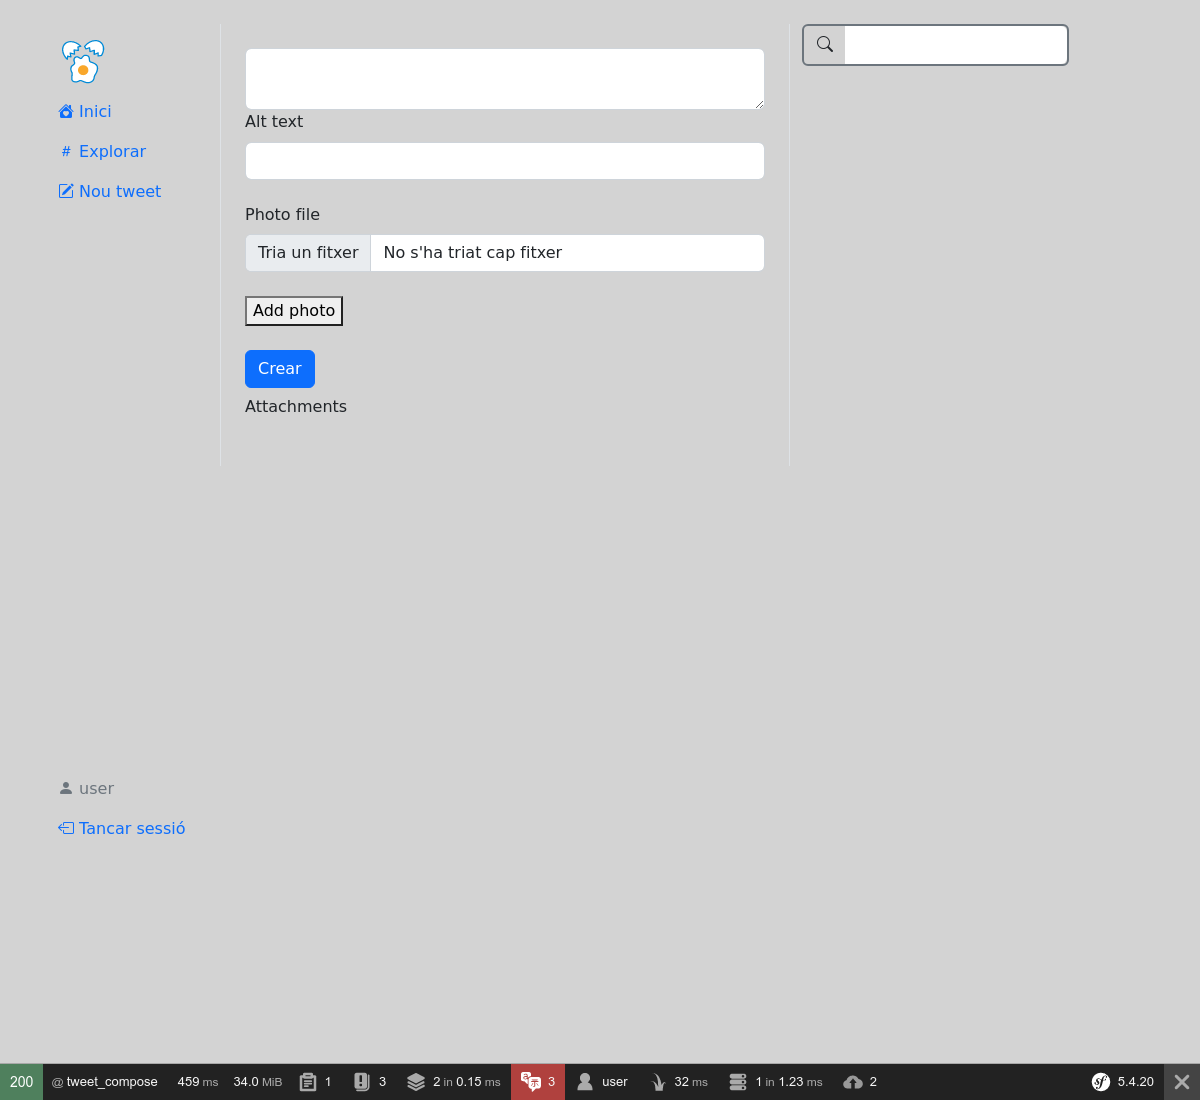 Inici
# Explorar
Nou tweet
Alt text
Photo file
Tria un fitxer No s'ha triat cap fitxer
Add photo
Crear
Attachments
user
Tancar sessió
200 @ tweet_compose 459 ms 34.0 MiB 1 3 2 in 0.15 ms 3 user 32 ms 1 in 1.23 ms 2 sf 5.4.20